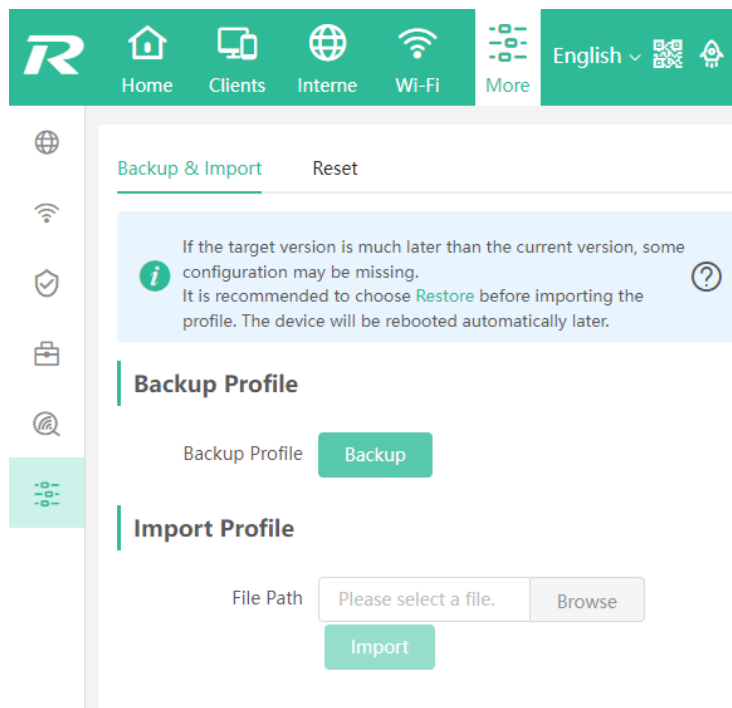 R
Home
Clients
Interne
Wi-Fi
More
English
Backup & Import
Reset
If the target version is much later than the current version, some
configuration may be missing.
It is recommended to choose Restore before importing the
profile. The device will be rebooted automatically later.
Backup Profile
Backup Profile
Backup
Import Profile
File Path
Please select a file.
Browse
Import